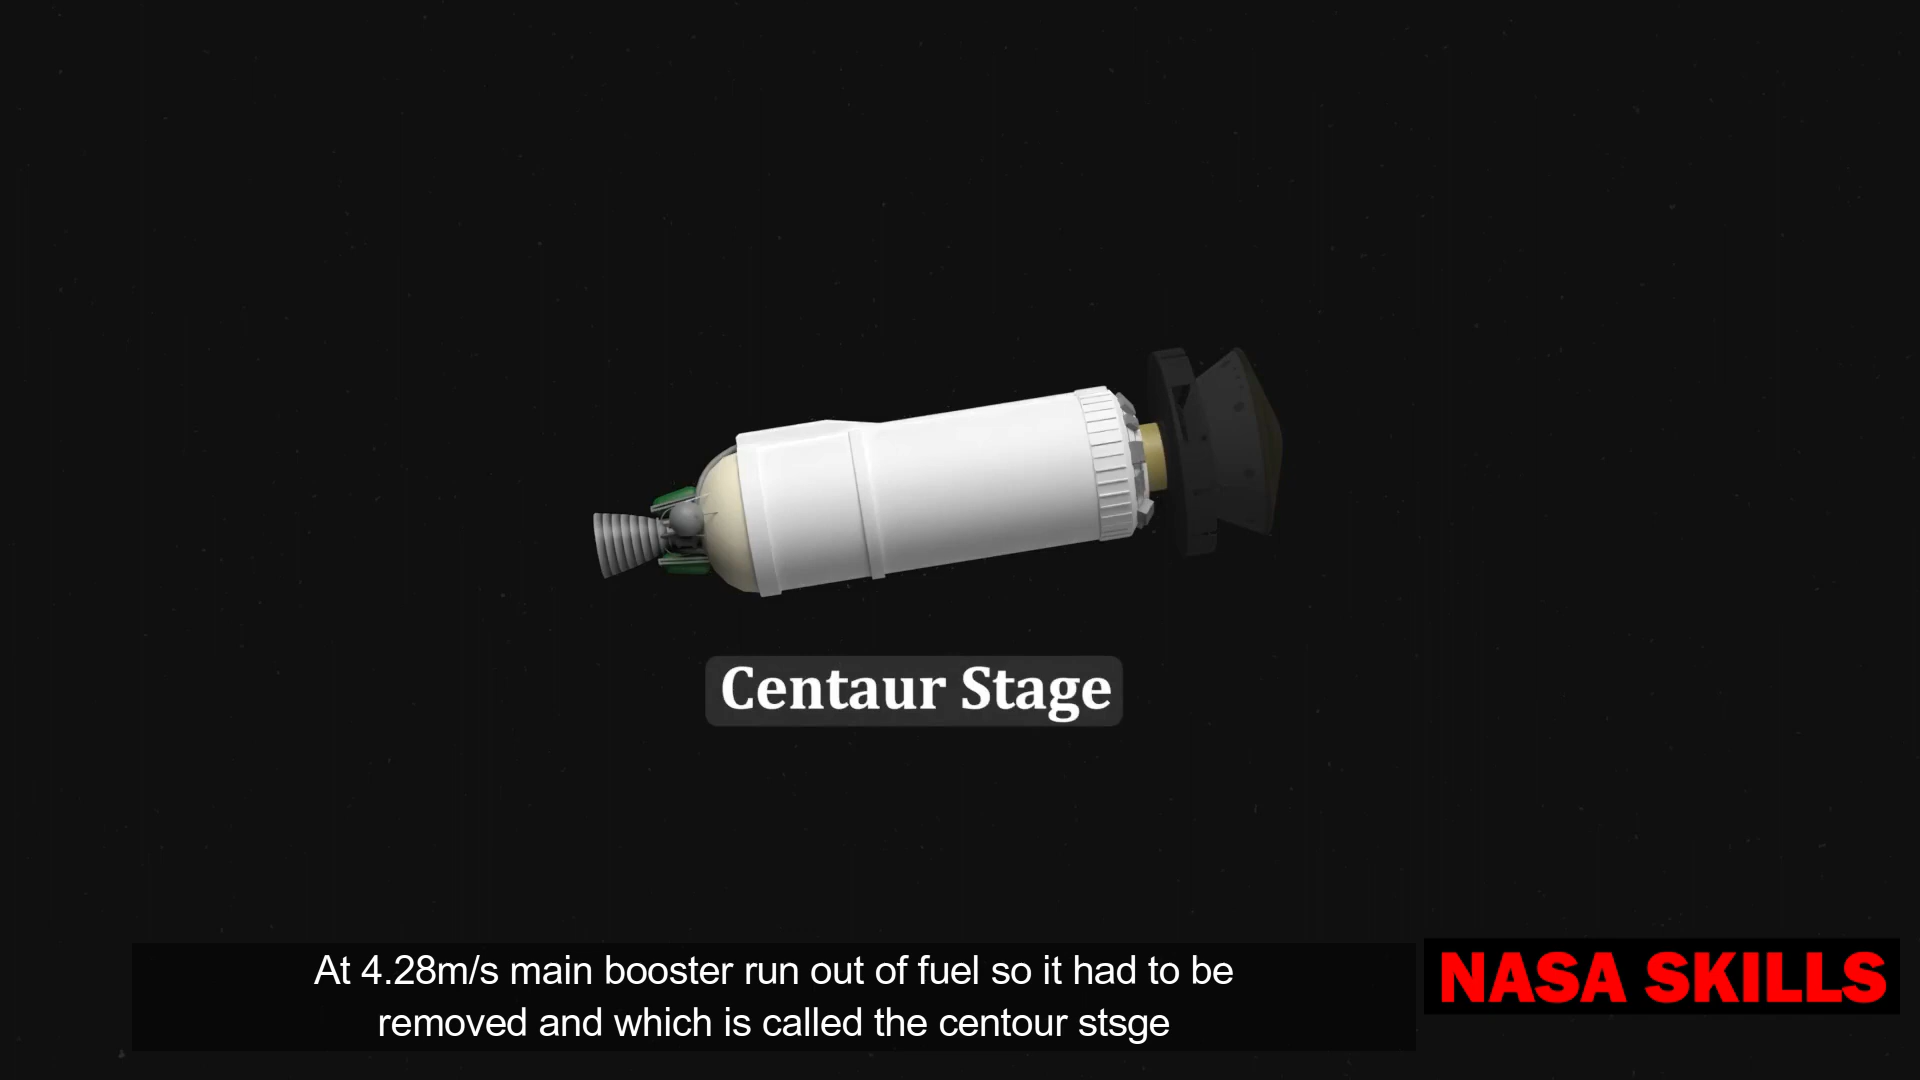 Centaur Stage
At 4.28m/s main booster run out of fuel so it had to be
removed and which is called the centour stsge
NASA SKILLS